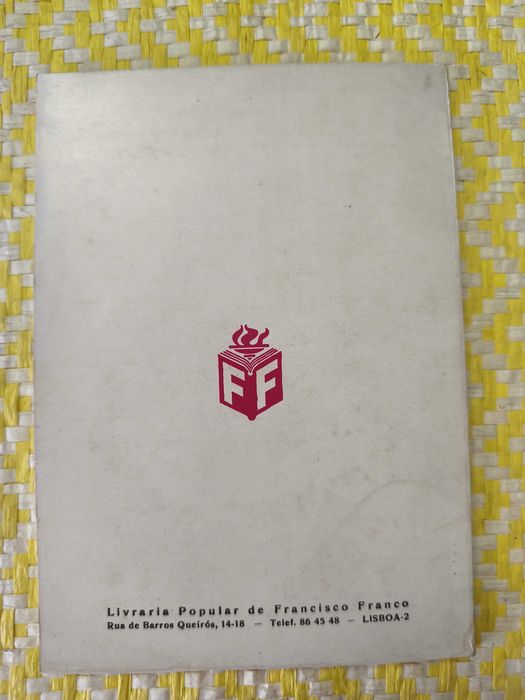 FF
Livraria Popular de Francisco Franco
Rua de Barros Queirós, 14-18 — Telef. 86 45 48 — LISBOA-2